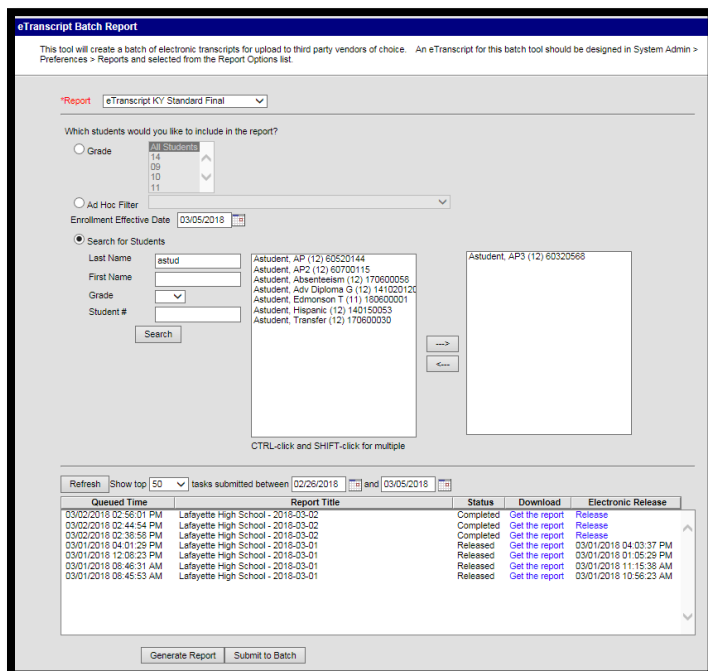 eTranscript Batch Report
This tool will create a batch of electronic transcripts for upload to third party vendors of choice. An eTranscript for this batch tool should be designed in System Admin >
Preferences > Reports and selected from the Report Options list.
*Report eTranscript KY Standard Final
Which students would you like to include in the report?
Grade
All Students
14
09
10
11
Ad Hoc Filter
Enrollment Effective Date 03/05/2018
Search for Students
Last Name astud
First Name
Grade
Student #
Search
Astudent, AP (12) 60520144
Astudent, AP2 (12) 60700115
Astudent, Absenteeism (12) 170600058
Astudent, Adv Diploma G (12) 141020120
Astudent, Edmonson T (11) 180600001
Astudent, Hispanic (12) 140150053
Astudent, Transfer (12) 170600030
--->
<---
Astudent, AP3 (12) 60320568
CTRL-click and SHIFT-click for multiple
Refresh Show top 50 tasks submitted between 02/26/2018 and 03/05/2018
Queued Time Report Title Status Download Electronic Release
03/02/2018 02:56:01 PM Lafayette High School - 2018-03-02 Completed Get the report Release
03/02/2018 02:44:54 PM Lafayette High School - 2018-03-02 Completed Get the report Release
03/02/2018 02:38:58 PM Lafayette High School - 2018-03-02 Completed Get the report Release
03/01/2018 04:01:29 PM Lafayette High School - 2018-03-01 Released Get the report 03/01/2018 04:03:37 PM
03/01/2018 12:08:23 PM Lafayette High School - 2018-03-01 Released Get the report 03/01/2018 01:05:29 PM
03/01/2018 08:46:31 AM Lafayette High School - 2018-03-01 Released Get the report 03/01/2018 11:15:38 AM
03/01/2018 08:45:53 AM Lafayette High School - 2018-03-01 Released Get the report 03/01/2018 10:56:23 AM
Generate Report Submit to Batch